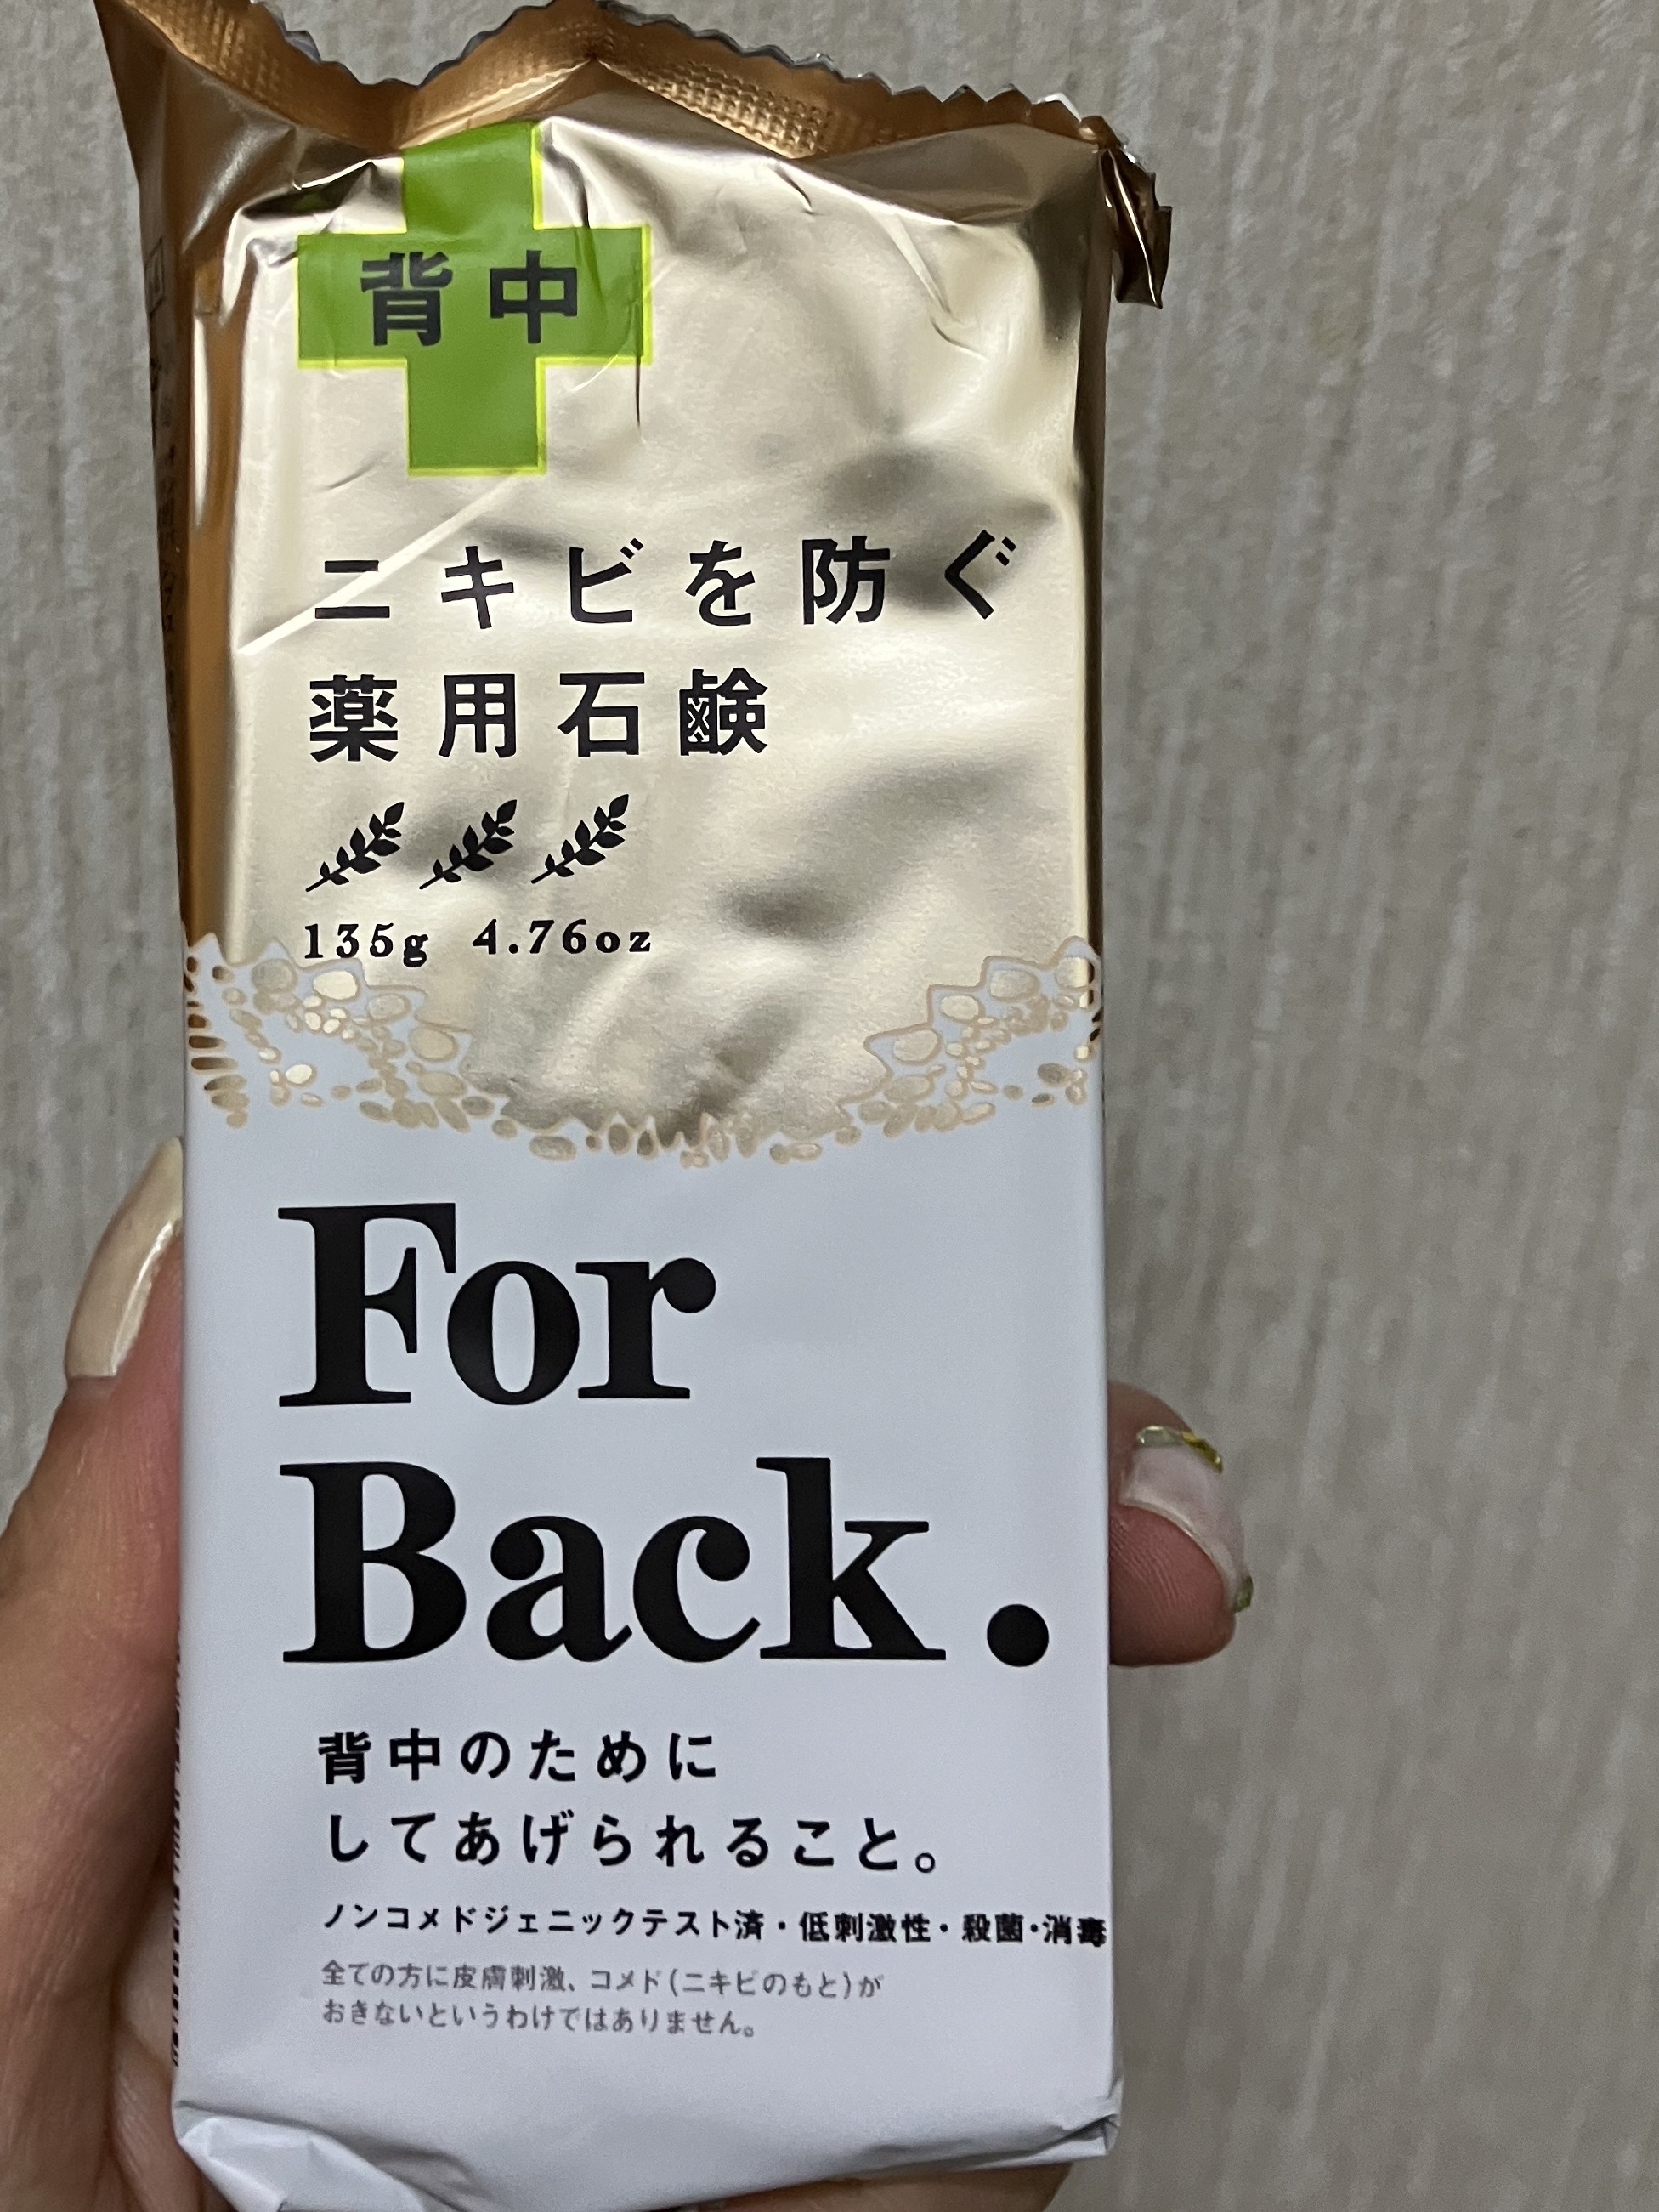 背中
ニキビを防ぐ
薬用石鹸
135g 4.76oz
For
Back.
背中のために
してあげられること。
ノンコメドジェニックテスト済・低刺激性・殺菌・消毒
全ての方に皮膚刺激、コメド(ニキビのもと)が
おきないというわけではありません。